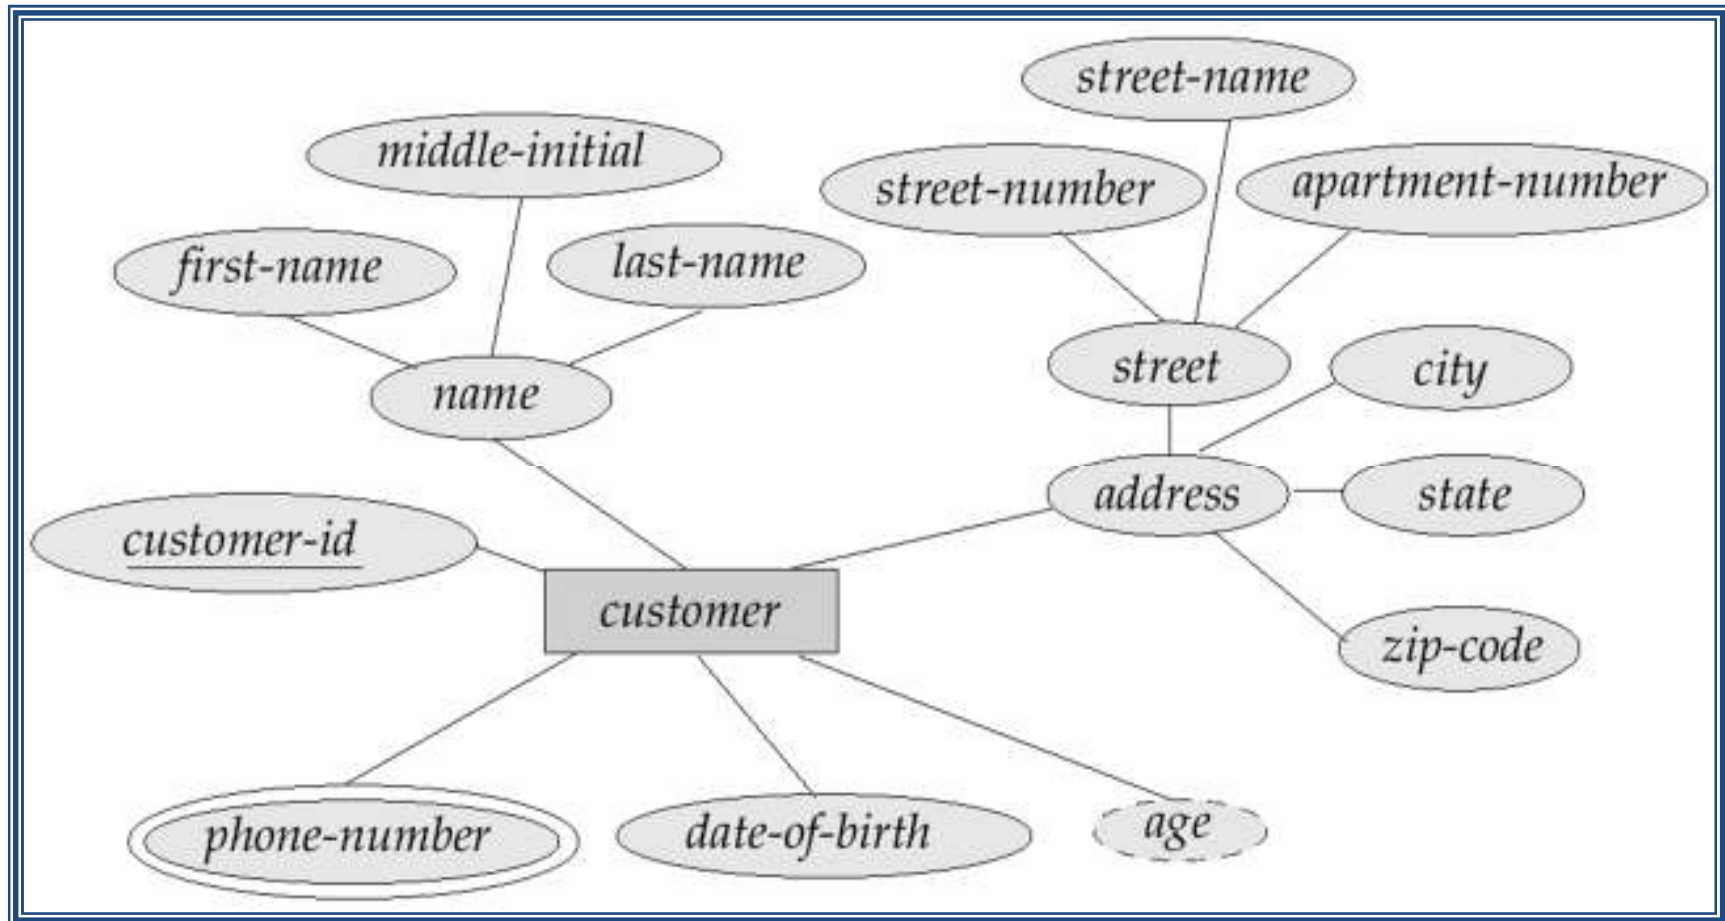 street-name
middle-initial
street-number
apartment-number
first-name
last-name
street
city
name
address
state
customer-id
customer
zip-code
phone-number
date-of-birth
age